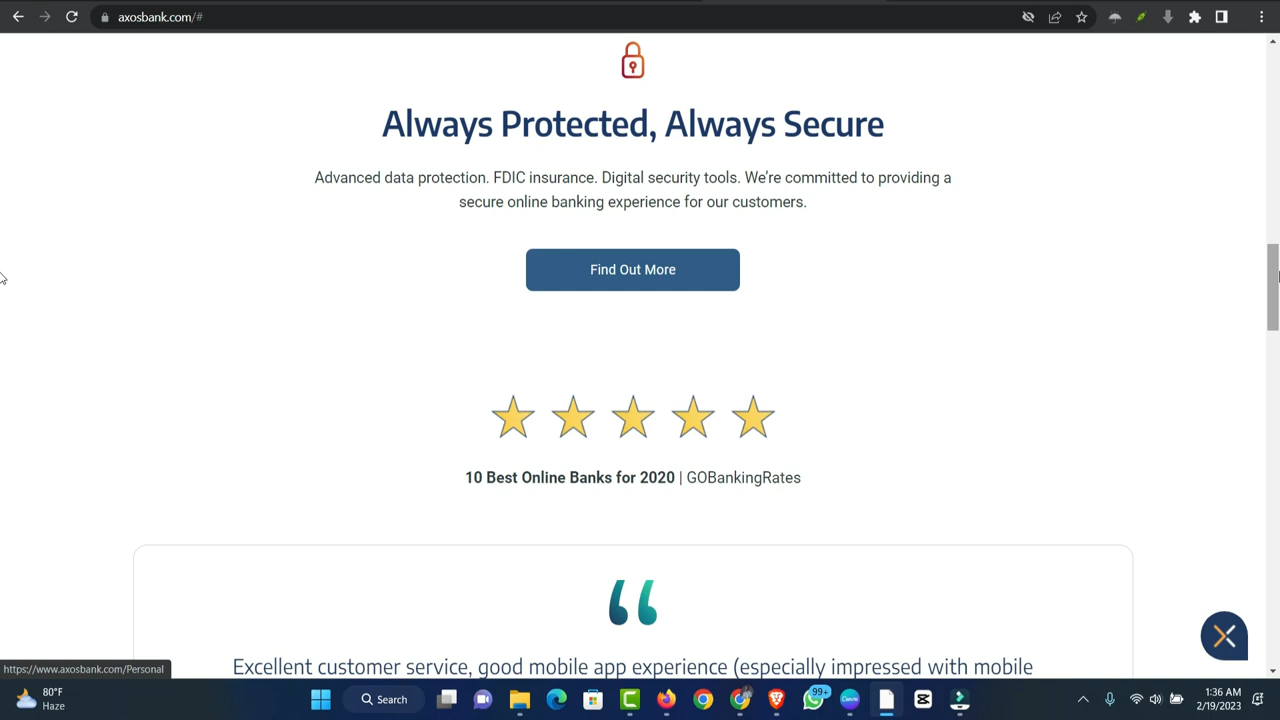 axosbank.com/#
Always Protected, Always Secure
Advanced data protection. FDIC insurance. Digital security tools. We're committed to providing a
secure online banking experience for our customers.
Find Out More
10 Best Online Banks for 2020 | GOBankingRates
“
Excellent customer service, good mobile app experience (especially impressed with mobile
https://www.axosbank.com/Personal
80°F
Haze
Search
99+
Canva
1:36 AM
2/19/2023